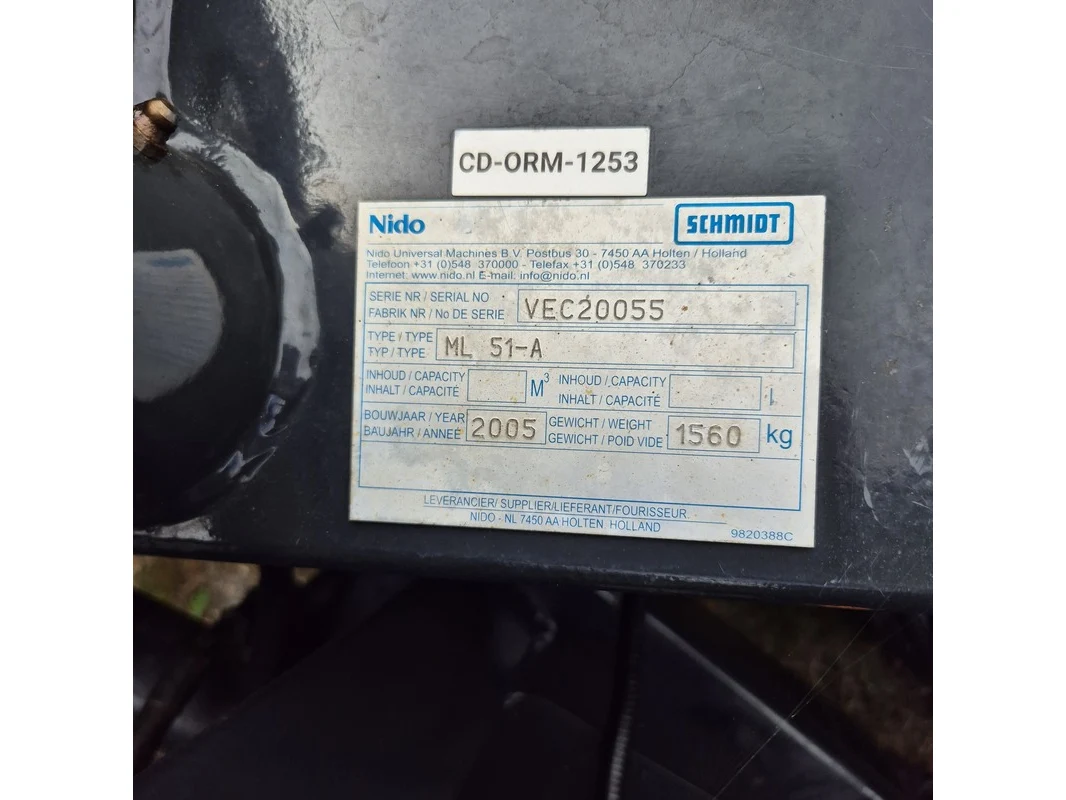 CD-ORM-1253
Nido SCHMIDT
Nido Universal Machines B.V. Postbus 30 - 7450 AA Holten / Holland
Telefoon +31 (0)548 370000 - Telefax +31 (0)548 370233
Internet: www.nido.nl E-mail: info@nido.nl
SERIE NR / SERIAL NO
FABRIK NR / No DE SERIE
VEC20055
TYPE / TYPE
TYP / TYPE
ML 51-A
INHOUD / CAPACITY
INHALT / CAPACITÉ
M³
INHOUD / CAPACITY
INHALT / CAPACITÉ
l
BOUWJAAR / YEAR
BAUJAHR / ANNEE
2005
GEWICHT / WEIGHT
GEWICHT / POID VIDE
1560 kg
LEVERANCIER/ SUPPLIER/LIEFERANT/FOURISSEUR.
NIDO - NL 7450 AA HOLTEN HOLLAND
9820388C